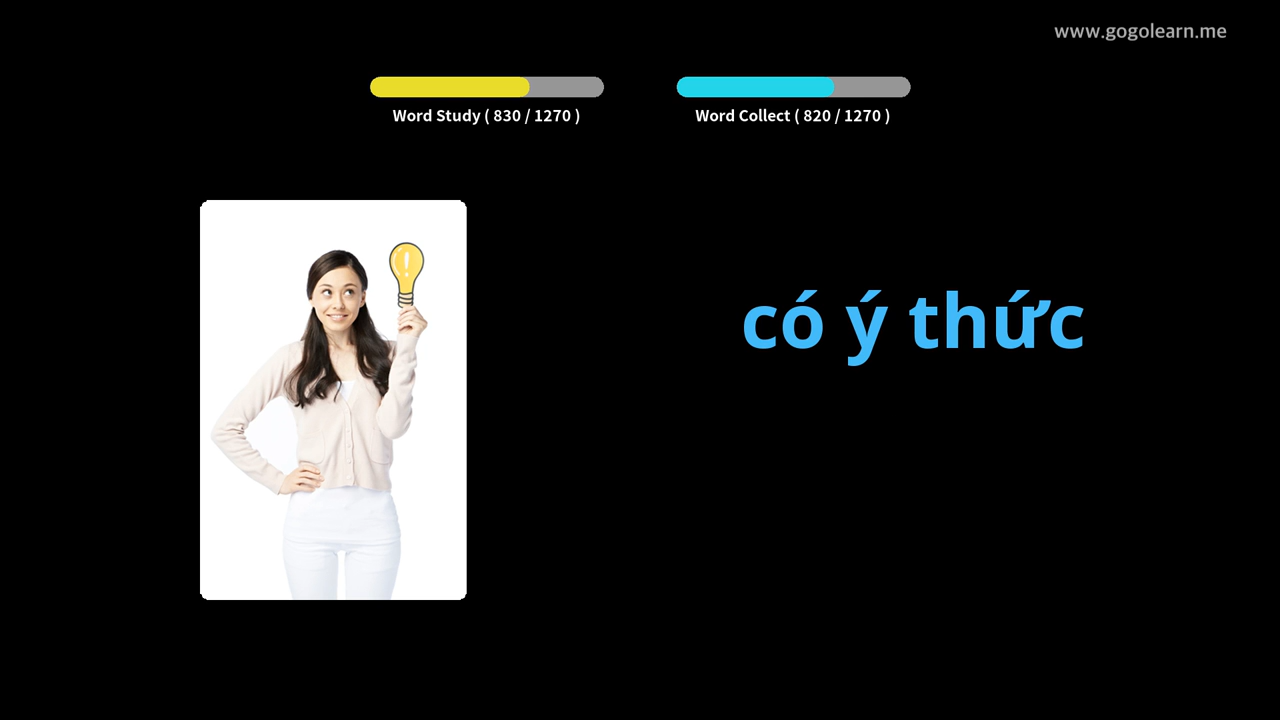 www.gogolearn.me
Word Study ( 830 / 1270 )
Word Collect ( 820 / 1270 )
!
có ý thức